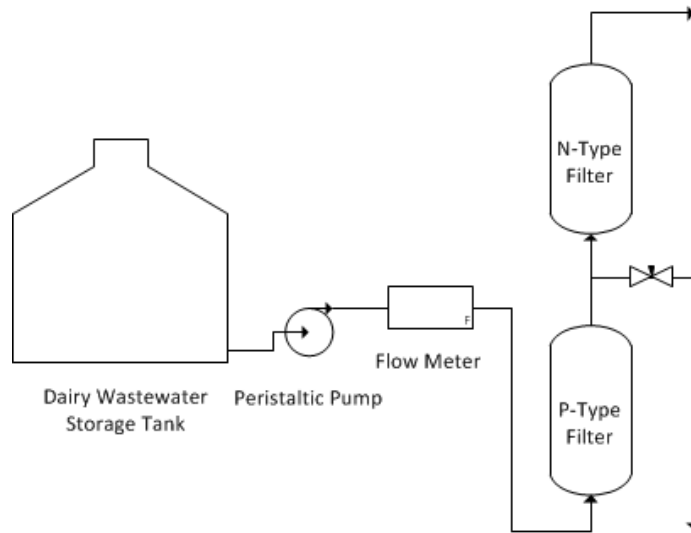 N-Type
Filter
F
Flow Meter
Dairy Wastewater
Storage Tank
Peristaltic Pump
P-Type
Filter